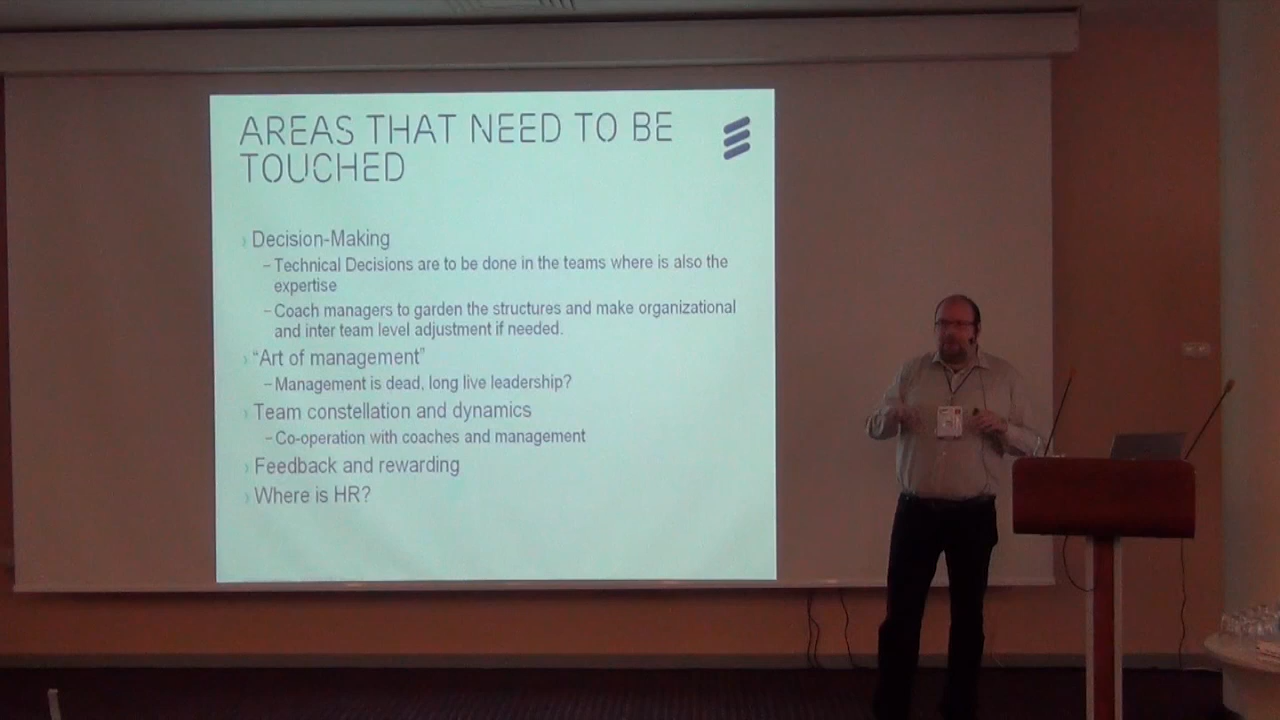 AREAS THAT NEED TO BE
TOUCHED
› Decision-Making
– Technical Decisions are to be done in the teams where is also the
expertise
– Coach managers to garden the structures and make organizational
and inter team level adjustment if needed.
› “Art of management”
– Management is dead, long live leadership?
› Team constellation and dynamics
– Co-operation with coaches and management
› Feedback and rewarding
› Where is HR?